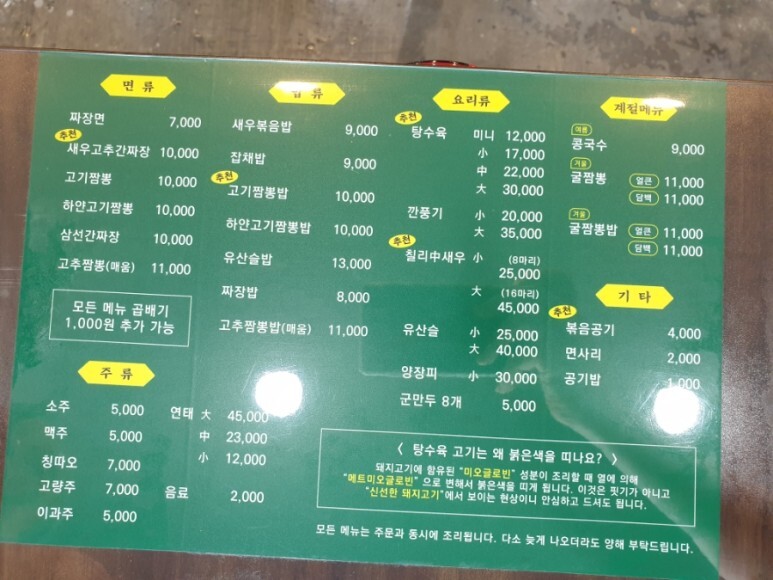 면 류
짜장면 7,000
추천
새우고추간짜장 10,000
고기짬뽕 10,000
하얀고기짬뽕 10,000
삼선간짜장 10,000
고추짬뽕(매움) 11,000
모든 메뉴 곱배기
1,000원 추가 가능
류
새우볶음밥 9,000
잡채밥 9,000
추천
고기짬뽕밥 10,000
하얀고기짬뽕밥 10,000
유산슬밥 13,000
짜장밥 8,000
고추짬뽕밥(매움) 11,000
요리류
추천
탕수육 미니 12,000
小 17,000
中 22,000
大 30,000
깐풍기 小 20,000
大 35,000
추천
칠리中새우 小 (8마리)
25,000
大 (16마리)
45,000
유산슬 小 25,000
大 40,000
양장피 小 30,000
군만두 8개 5,000
계절메뉴
여름
콩국수 9,000
겨울
굴짬뽕 얼큰 11,000
담백 11,000
겨울
굴짬뽕밥 얼큰 11,000
담백 11,000
기 타
추천
볶음공기 4,000
면사리 2,000
공기밥 1,000
주 류
소주 5,000
맥주 5,000
칭따오 7,000
고량주 7,000
이과주 5,000
연태 大 45,000
中 23,000
小 12,000
음료 2,000
〈 탕수육 고기는 왜 붉은색을 띠나요? 〉
돼지고기에 함유된 "미오글로빈" 성분이 조리할 때 열에 의해
"메트미오글로빈" 으로 변해서 붉은색을 띠게 됩니다. 이것은 핏기가 아니고
"신선한 돼지고기"에서 보이는 현상이니 안심하고 드셔도 됩니다.
모든 메뉴는 주문과 동시에 조리됩니다. 다소 늦게 나오더라도 양해 부탁드립니다.